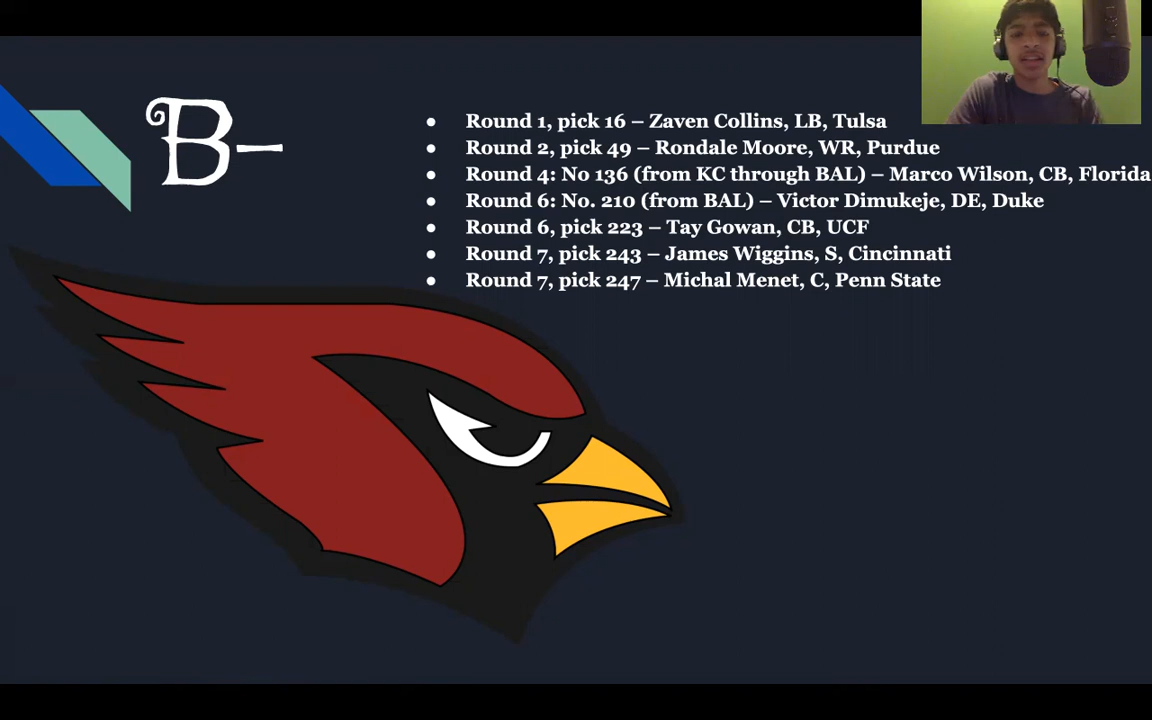 B–
Round 1, pick 16 – Zaven Collins, LB, Tulsa
Round 2, pick 49 – Rondale Moore, WR, Purdue
Round 4: No 136 (from KC through BAL) – Marco Wilson, CB, Florida
Round 6: No. 210 (from BAL) – Victor Dimukeje, DE, Duke
Round 6, pick 223 – Tay Gowan, CB, UCF
Round 7, pick 243 – James Wiggins, S, Cincinnati
Round 7, pick 247 – Michal Menet, C, Penn State